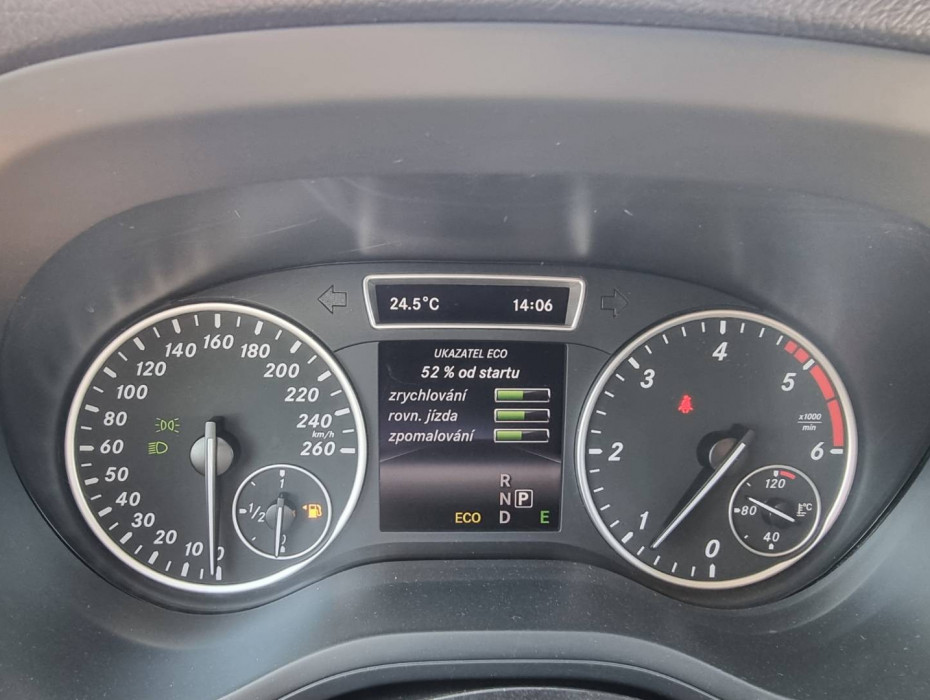 24.5°C 14:06
UKAZATEL ECO
52 % od startu
zrychlování
rovn. jízda
zpomalování
R
N P
D
ECO E
0
10
20
30
40
50
60
80
100
120
140
160
180
200
220
240
260
km/h
1
1/2
0
0
1
2
3
4
5
6
x1000
min
120
80
40
°C